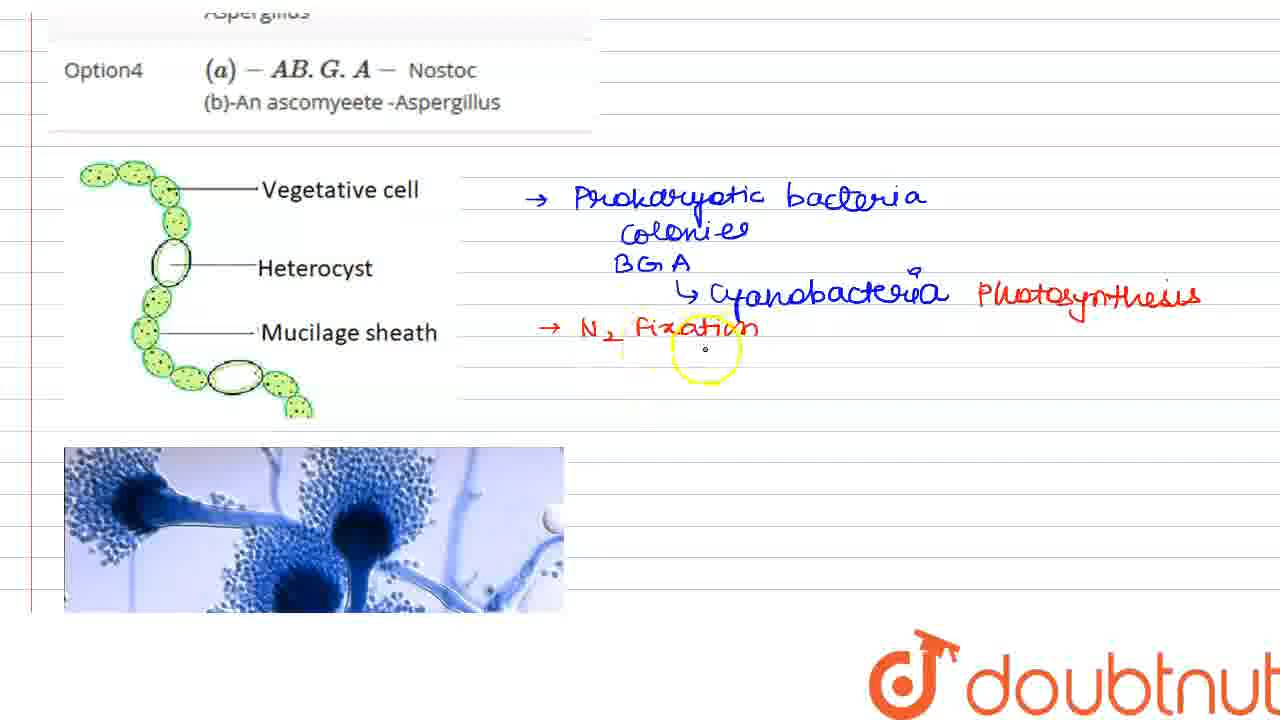 Aspergillus
Option4
(a) – AB. G. A – Nostoc
(b)-An ascomyeete -Aspergillus
Vegetative cell
Heterocyst
Mucilage sheath
→ Prokaryotic bacteria
Colonies
BGA
↳ Cyanobacteria Photosynthesis
→ N₂ Fixation
doubtnut